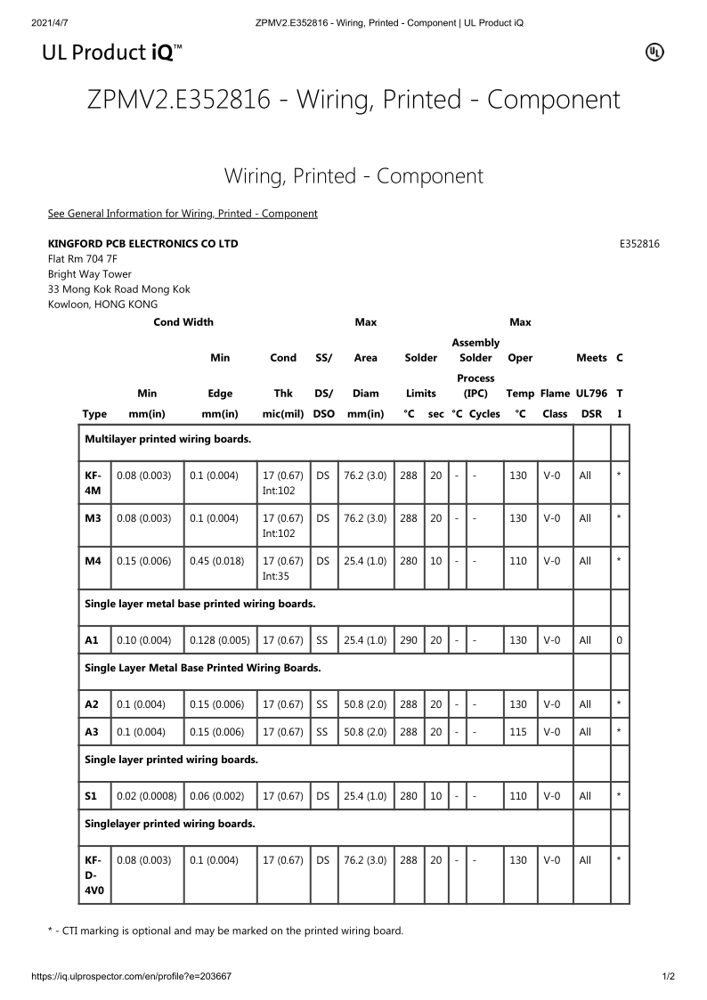 2021/4/7 ZPMV2.E352816 - Wiring, Printed - Component | UL Product iQ
UL Product iQ™
UL
ZPMV2.E352816 - Wiring, Printed - Component
Wiring, Printed - Component
See General Information for Wiring, Printed - Component
KINGFORD PCB ELECTRONICS CO LTD E352816
Flat Rm 704 7F
Bright Way Tower
33 Mong Kok Road Mong Kok
Kowloon, HONG KONG
Cond Width Max Max
Assembly
Min Cond SS/ Area Solder Solder Oper Meets C
Process
Min Edge Thk DS/ Diam Limits (IPC) Temp Flame UL796 T
Type mm(in) mm(in) mic(mil) DSO mm(in) °C sec °C Cycles °C Class DSR I
Multilayer printed wiring boards.
KF- 0.08 (0.003) 0.1 (0.004) 17 (0.67) DS 76.2 (3.0) 288 20 - - 130 V-0 All *
4M Int:102
M3 0.08 (0.003) 0.1 (0.004) 17 (0.67) DS 76.2 (3.0) 288 20 - - 130 V-0 All *
Int:102
M4 0.15 (0.006) 0.45 (0.018) 17 (0.67) DS 25.4 (1.0) 280 10 - - 110 V-0 All *
Int:35
Single layer metal base printed wiring boards.
A1 0.10 (0.004) 0.128 (0.005) 17 (0.67) SS 25.4 (1.0) 290 20 - - 130 V-0 All 0
Single Layer Metal Base Printed Wiring Boards.
A2 0.1 (0.004) 0.15 (0.006) 17 (0.67) SS 50.8 (2.0) 288 20 - - 130 V-0 All *
A3 0.1 (0.004) 0.15 (0.006) 17 (0.67) SS 50.8 (2.0) 288 20 - - 115 V-0 All *
Single layer printed wiring boards.
S1 0.02 (0.0008) 0.06 (0.002) 17 (0.67) DS 25.4 (1.0) 280 10 - - 110 V-0 All *
Singlelayer printed wiring boards.
KF- 0.08 (0.003) 0.1 (0.004) 17 (0.67) DS 76.2 (3.0) 288 20 - - 130 V-0 All *
D-
4V0
* - CTI marking is optional and may be marked on the printed wiring board.
https://iq.ulprospector.com/en/profile?e=203667 1/2